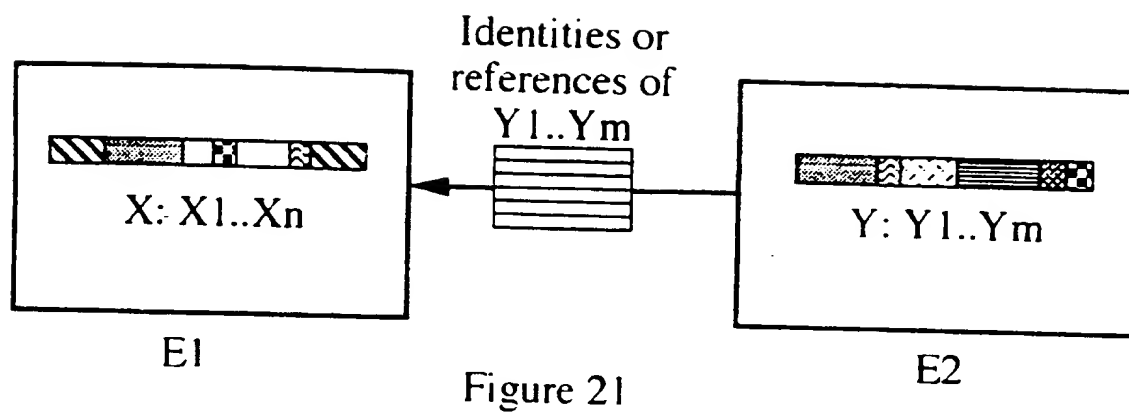 Identities or
references of
Y1..Ym
X: X1..Xn
Y: Y1..Ym
E1
E2
Figure 21